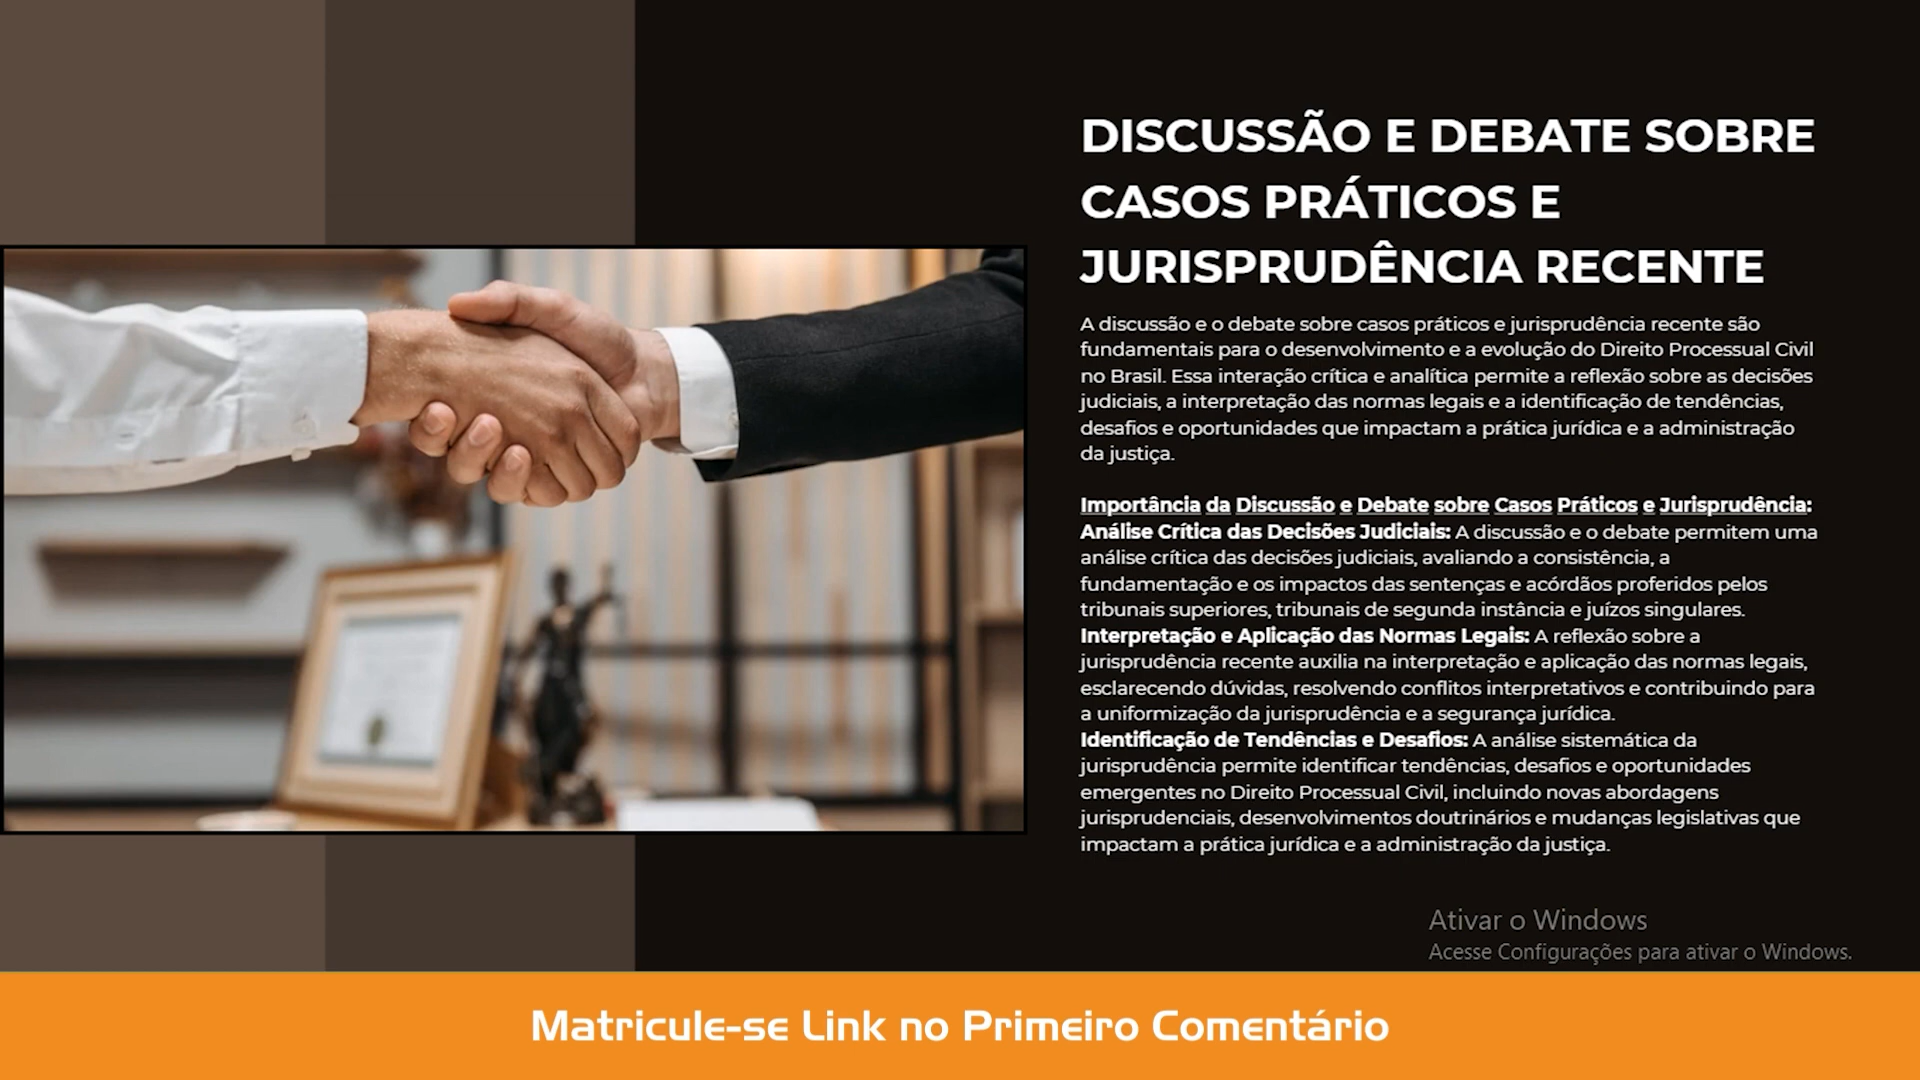 DISCUSSÃO E DEBATE SOBRE
CASOS PRÁTICOS E
JURISPRUDÊNCIA RECENTE
A discussão e o debate sobre casos práticos e jurisprudência recente são
fundamentais para o desenvolvimento e a evolução do Direito Processual Civil
no Brasil. Essa interação crítica e analítica permite a reflexão sobre as decisões
judiciais, a interpretação das normas legais e a identificação de tendências,
desafios e oportunidades que impactam a prática jurídica e a administração
da justiça.
Importância da Discussão e Debate sobre Casos Práticos e Jurisprudência:
Análise Crítica das Decisões Judiciais: A discussão e o debate permitem uma
análise crítica das decisões judiciais, avaliando a consistência, a
fundamentação e os impactos das sentenças e acórdãos proferidos pelos
tribunais superiores, tribunais de segunda instância e juízos singulares.
Interpretação e Aplicação das Normas Legais: A reflexão sobre a
jurisprudência recente auxilia na interpretação e aplicação das normas legais,
esclarecendo dúvidas, resolvendo conflitos interpretativos e contribuindo para
a uniformização da jurisprudência e a segurança jurídica.
Identificação de Tendências e Desafios: A análise sistemática da
jurisprudência permite identificar tendências, desafios e oportunidades
emergentes no Direito Processual Civil, incluindo novas abordagens
jurisprudenciais, desenvolvimentos doutrinários e mudanças legislativas que
impactam a prática jurídica e a administração da justiça.
Ativar o Windows
Acesse Configurações para ativar o Windows.
Matricule-se Link no Primeiro Comentário